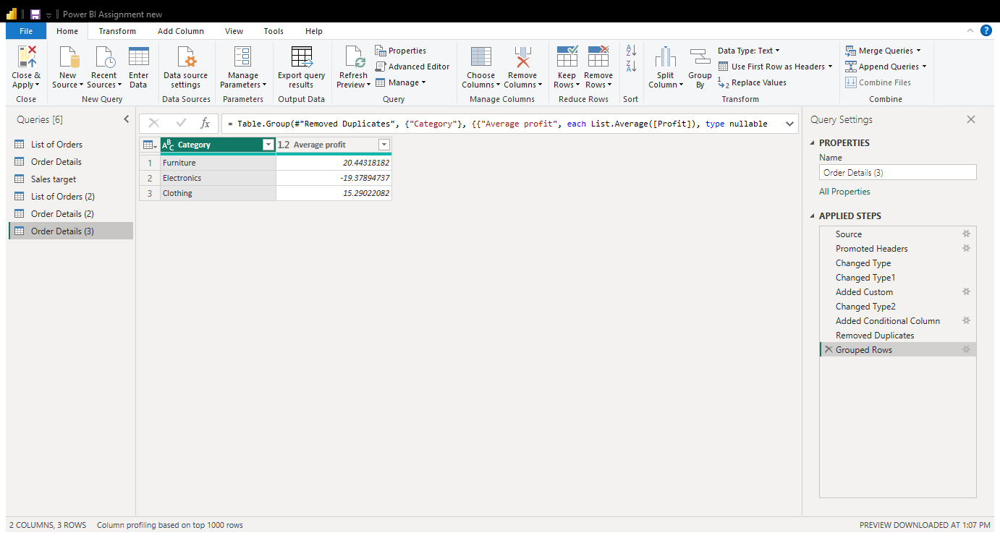 Power BI Assignment new
File Home Transform Add Column View Tools Help
Close & Apply
New Source
Recent Sources
Enter Data
Data source settings
Manage Parameters
Export query results
Refresh Preview
Properties
Advanced Editor
Manage
Choose Columns
Remove Columns
Keep Rows
Remove Rows
A Z
Z A
Split Column
Group By
Data Type: Text
Use First Row as Headers
1 2 Replace Values
Merge Queries
Append Queries
Combine Files
Close New Query Data Sources Parameters Output Data Query Manage Columns Reduce Rows Sort Transform Combine
Queries [6]
List of Orders
Order Details
Sales target
List of Orders (2)
Order Details (2)
Order Details (3)
fx = Table.Group(#"Removed Duplicates", {"Category"}, {{"Average profit", each List.Average([Profit]), type nullable
ABC Category 1.2 Average profit
1 Furniture 20.44318182
2 Electronics -19.37894737
3 Clothing 15.29022082
Query Settings
PROPERTIES
Name
Order Details (3)
All Properties
APPLIED STEPS
Source
Promoted Headers
Changed Type
Changed Type1
Added Custom
Changed Type2
Added Conditional Column
Removed Duplicates
Grouped Rows
2 COLUMNS, 3 ROWS Column profiling based on top 1000 rows PREVIEW DOWNLOADED AT 1:07 PM